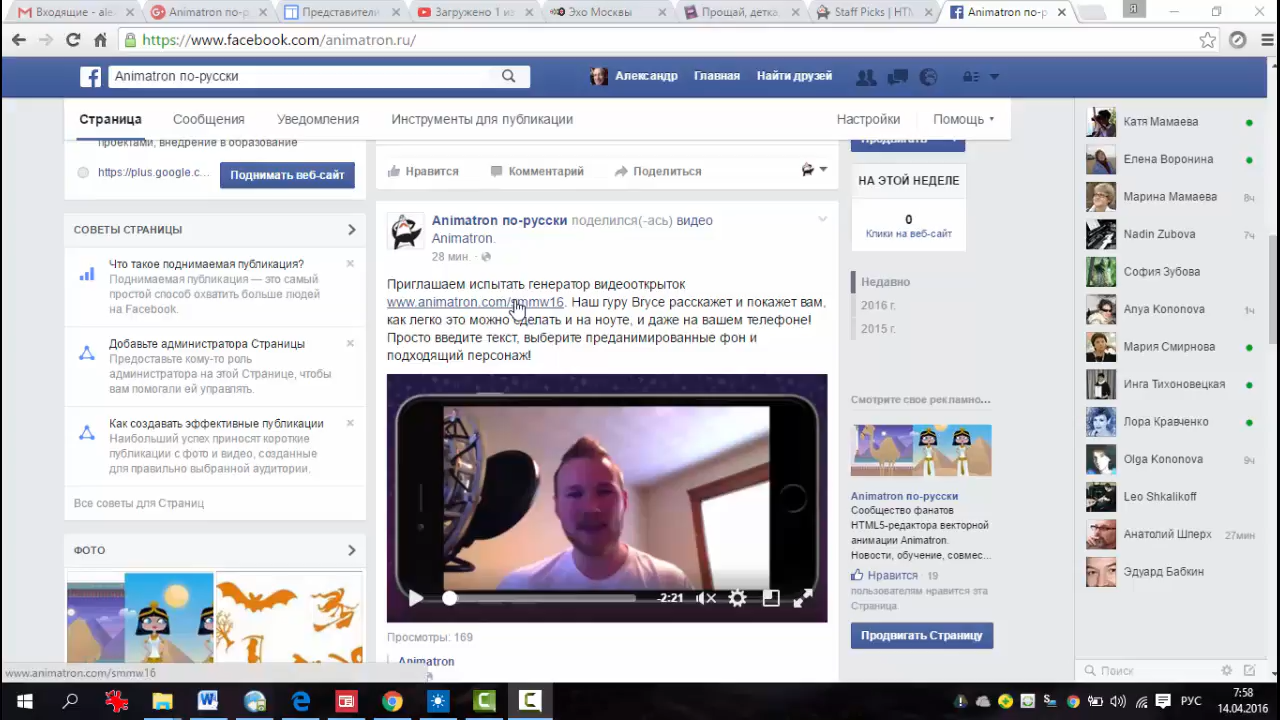 Входящие - ale
Animatron по-р
Представители
Загружено 1 из
Эхо Москвы
Прощай, детка,
Staff Picks | HTM
Animatron по-р
Я
https://www.facebook.com/animatron.ru/
Animatron по-русски
Александр
Главная
Найти друзей
Страница
Сообщения
Уведомления
Инструменты для публикации
Настройки
Помощь
проектами, внедрение в образование
https://plus.google.c...
Поднимать веб-сайт
СОВЕТЫ СТРАНИЦЫ
Что такое поднимаемая публикация?
Поднимаемая публикация — это самый
простой способ охватить больше людей
на Facebook.
Добавьте администратора Страницы
Предоставьте кому-то роль
администратора на этой Странице, чтобы
вам помогали ей управлять.
Как создавать эффективные публикации
Наибольший успех приносят короткие
публикации с фото и видео, созданные
для правильно выбранной аудитории.
Все советы для Страниц
ФОТО
Нравится
Комментарий
Поделиться
Animatron по-русски поделился(-ась) видео
Animatron.
28 мин.
Приглашаем испытать генератор видеооткрыток
www.animatron.com/smmw16. Наш гуру Bryce расскажет и покажет вам,
как легко это можно сделать и на ноуте, и даже на вашем телефоне!
Просто введите текст, выберите преданимированные фон и
подходящий персонаж!
-2:21
Просмотры: 169
Animatron
Продвигать
НА ЭТОЙ НЕДЕЛЕ
0
Клики на веб-сайт
Недавно
2016 г.
2015 г.
Смотрите свое рекламно...
Animatron по-русски
Сообщество фанатов
HTML5-редактора векторной
анимации Animatron.
Новости, обучение, совмес...
Нравится 19
пользователям нравится эта
Страница
Продвигать Страницу
Катя Мамаева
Елена Воронина
Марина Мамаева 8ч
Nadin Zubova 7ч
София Зубова
Anya Kononova 1ч
Мария Смирнова
Инга Тихоновецкая
Лора Кравченко
Olga Kononova 9ч
Leo Shkalikoff
Анатолий Шперх 27мин
Эдуард Бабкин
Поиск
www.animatron.com/smmw16
РУС
7:58
14.04.2016